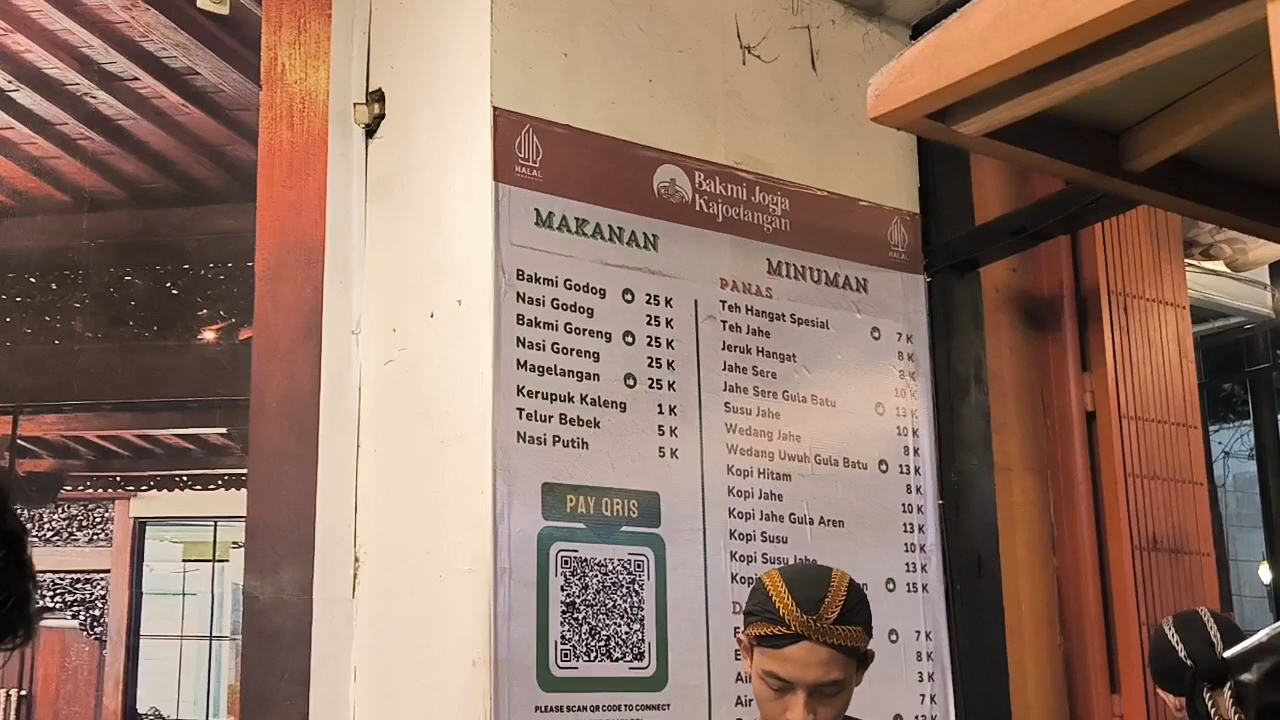 HALAL
INDONESIA
Bakmi Jogja
Kajoetangan
HALAL
MAKANAN
Bakmi Godog 25 K
Nasi Godog 25 K
Bakmi Goreng 25 K
Nasi Goreng 25 K
Magelangan 25 K
Kerupuk Kaleng 1 K
Telur Bebek 5 K
Nasi Putih 5 K
PAY QRIS
PLEASE SCAN QR CODE TO CONNECT
MINUMAN
PANAS
Teh Hangat Spesial 7 K
Teh Jahe 8 K
Jeruk Hangat 8 K
Jahe Sere 10 K
Jahe Sere Gula Batu 13 K
Susu Jahe 10 K
Wedang Jahe 8 K
Wedang Uwuh Gula Batu 13 K
Kopi Hitam 8 K
Kopi Jahe 10 K
Kopi Jahe Gula Aren 13 K
Kopi Susu 10 K
Kopi Susu Jahe 13 K
15 K
7 K
8 K
3 K
Air 7 K